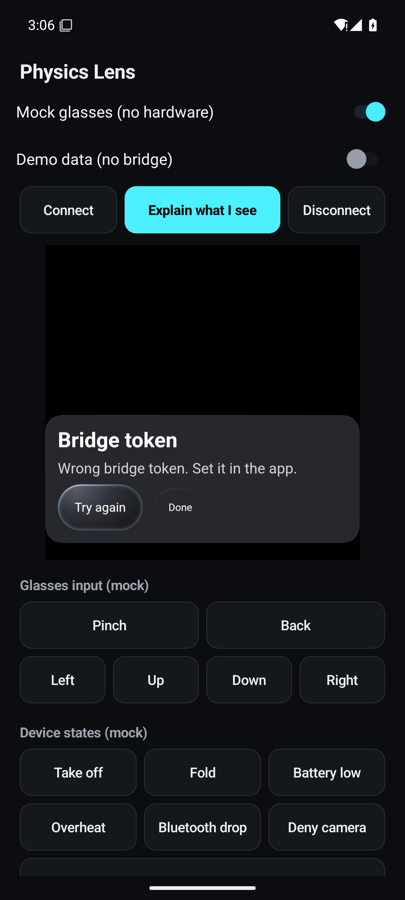 3:06
Physics Lens
Mock glasses (no hardware)
Demo data (no bridge)
Connect
Explain what I see
Disconnect
Bridge token
Wrong bridge token. Set it in the app.
Try again
Done
Glasses input (mock)
Pinch
Back
Left
Up
Down
Right
Device states (mock)
Take off
Fold
Battery low
Overheat
Bluetooth drop
Deny camera